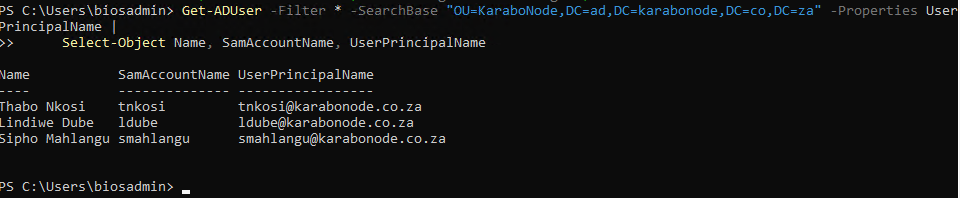 PS C:\Users\biosadmin> Get-ADUser -Filter * -SearchBase "OU=KaraboNode,DC=ad,DC=karabonode,DC=co,DC=za" -Properties User
PrincipalName |
>>      Select-Object Name, SamAccountName, UserPrincipalName
Name           SamAccountName UserPrincipalName
----           -------------- -----------------
Thabo Nkosi    tnkosi         tnkosi@karabonode.co.za
Lindiwe Dube   ldube          ldube@karabonode.co.za
Sipho Mahlangu smahlangu      smahlangu@karabonode.co.za
PS C:\Users\biosadmin>